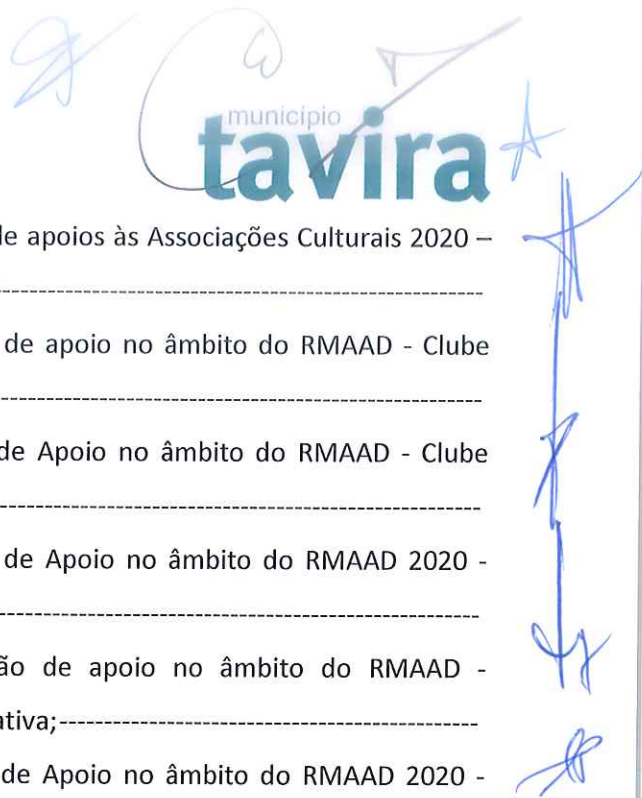 município
tavira
de apoios às Associações Culturais 2020 –
------------------------------------------------------
de apoio no âmbito do RMAAD - Clube
------------------------------------------------------
de Apoio no âmbito do RMAAD - Clube
------------------------------------------------------
de Apoio no âmbito do RMAAD 2020 -
------------------------------------------------------
ão de apoio no âmbito do RMAAD -
ativa;-----------------------------------------------
de Apoio no âmbito do RMAAD 2020 -